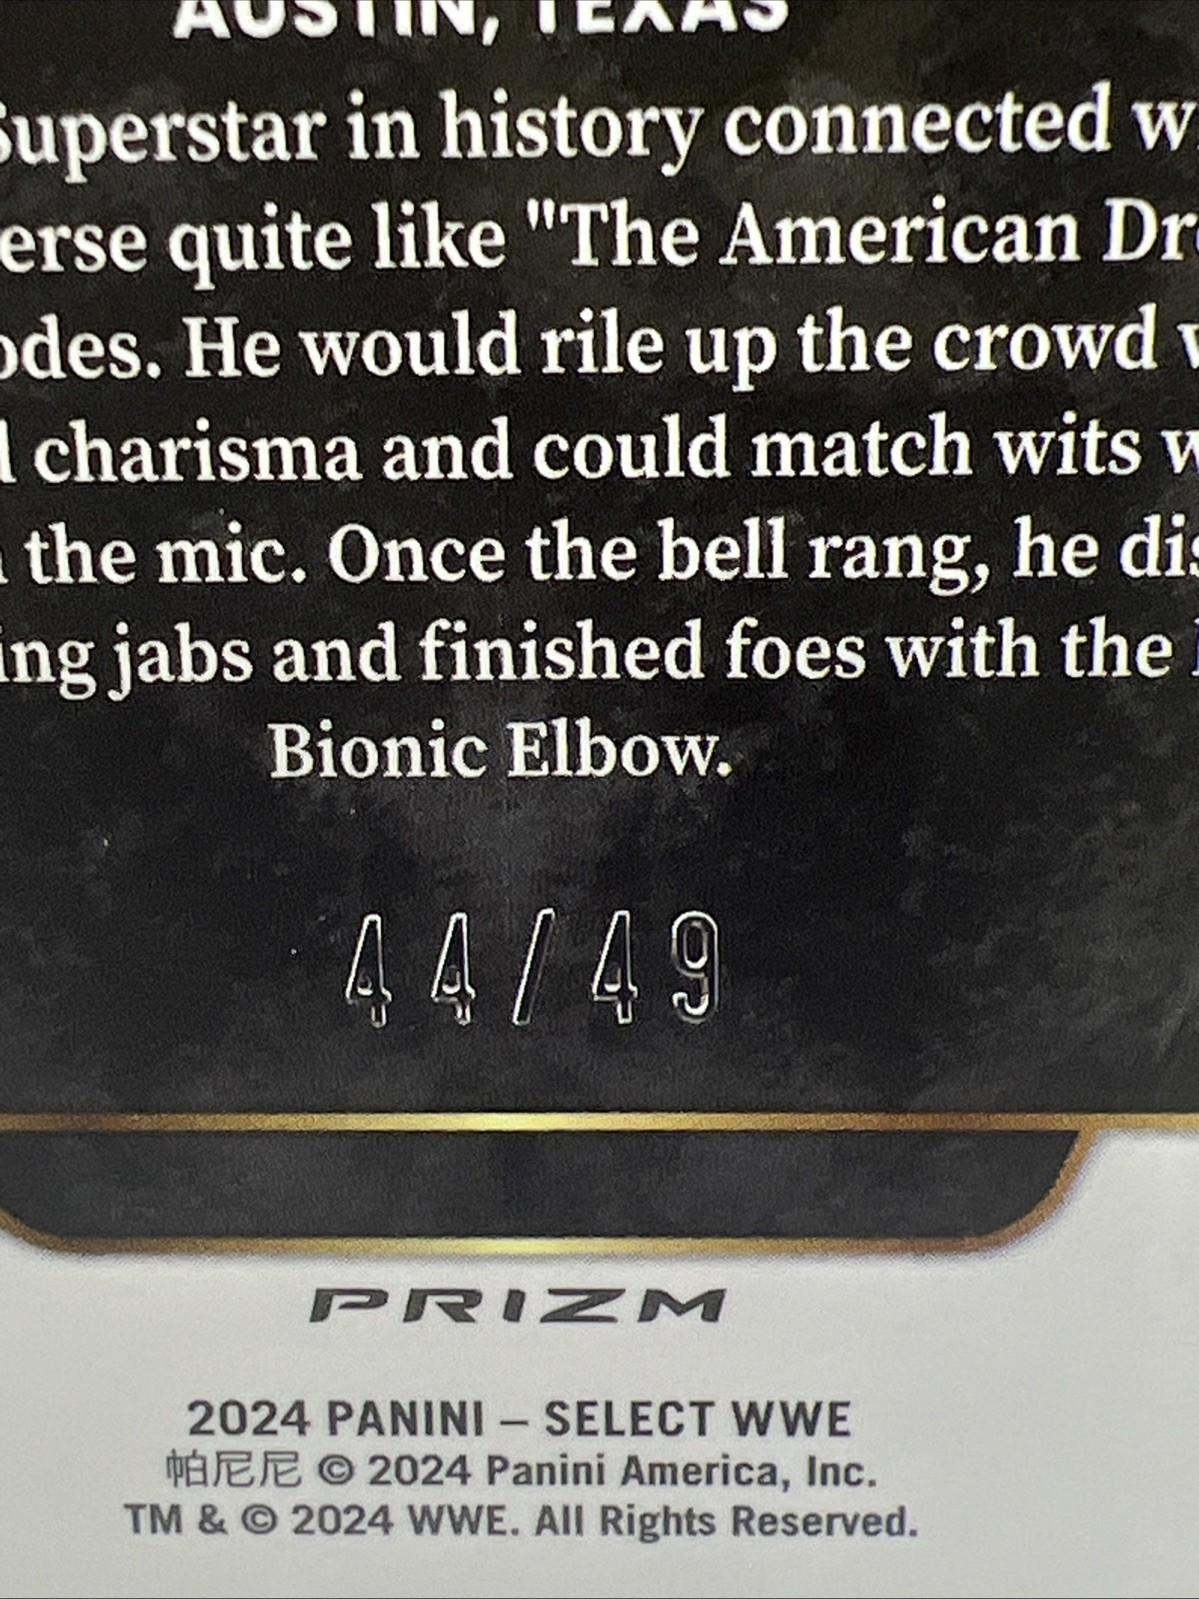 AUSTIN, TEXAS
Superstar in history connected w
erse quite like "The American Dre
odes. He would rile up the crowd w
l charisma and could match wits w
the mic. Once the bell rang, he dis
ing jabs and finished foes with the
Bionic Elbow.
44/49
PRIZM
2024 PANINI – SELECT WWE
帕尼尼 © 2024 Panini America, Inc.
TM & © 2024 WWE. All Rights Reserved.